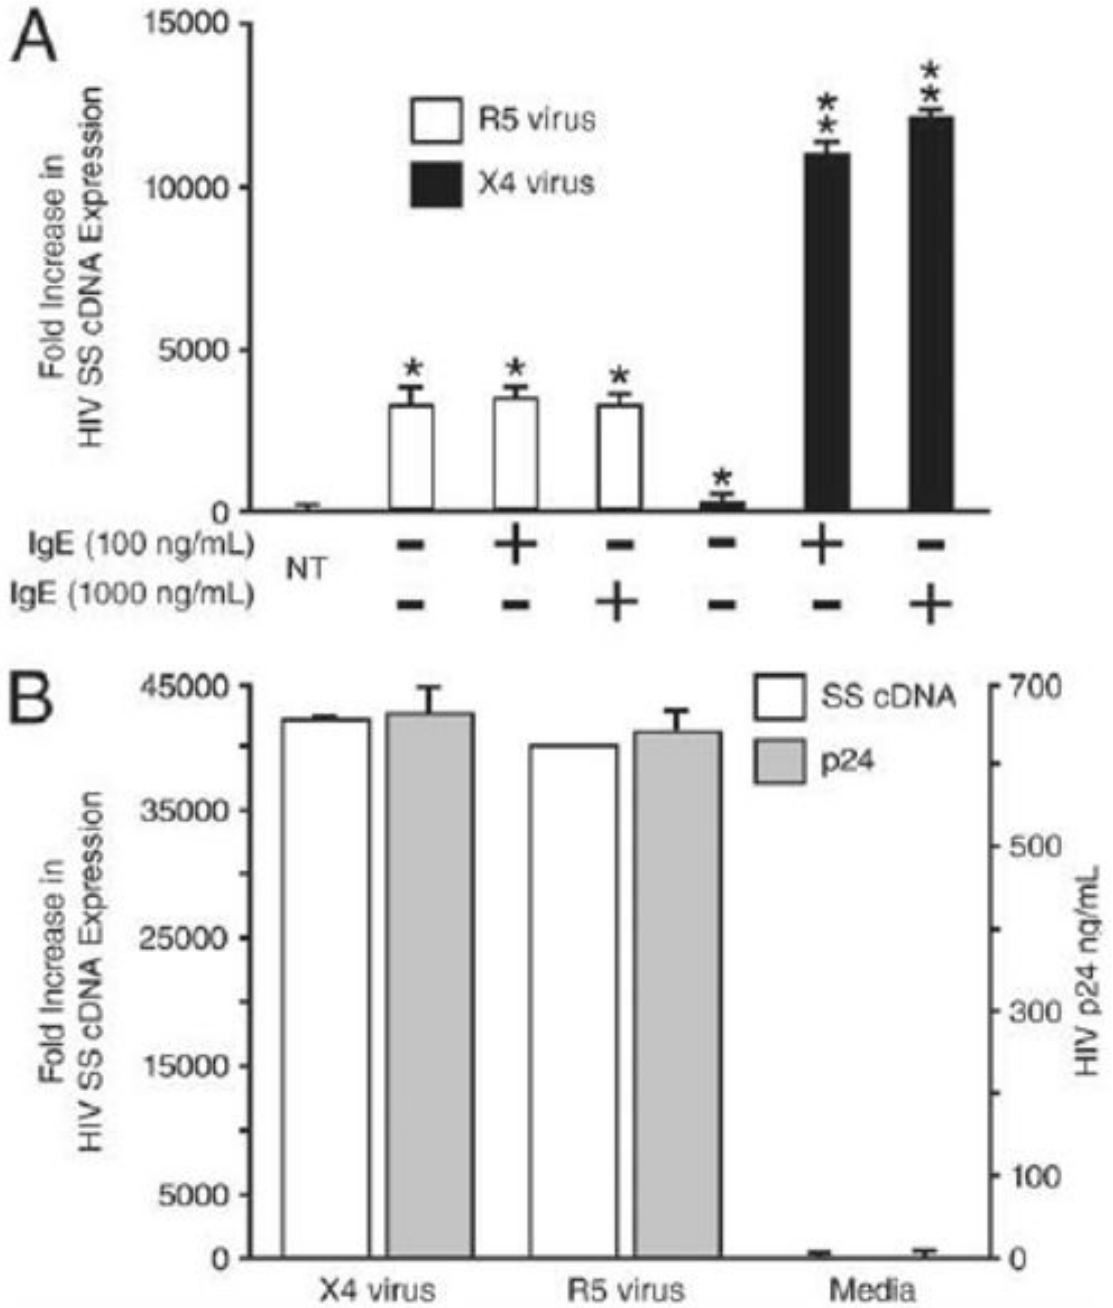 A
15000
10000
5000
0
Fold Increase in
HIV SS cDNA Expression
R5 virus
X4 virus
* * * * ** **
IgE (100 ng/mL) NT - + - - + -
IgE (1000 ng/mL) - - + - - +
B
45000
35000
25000
15000
5000
0
Fold Increase in
HIV SS cDNA Expression
SS cDNA
p24
700
500
300
100
0
HIV p24 ng/mL
X4 virus R5 virus Media